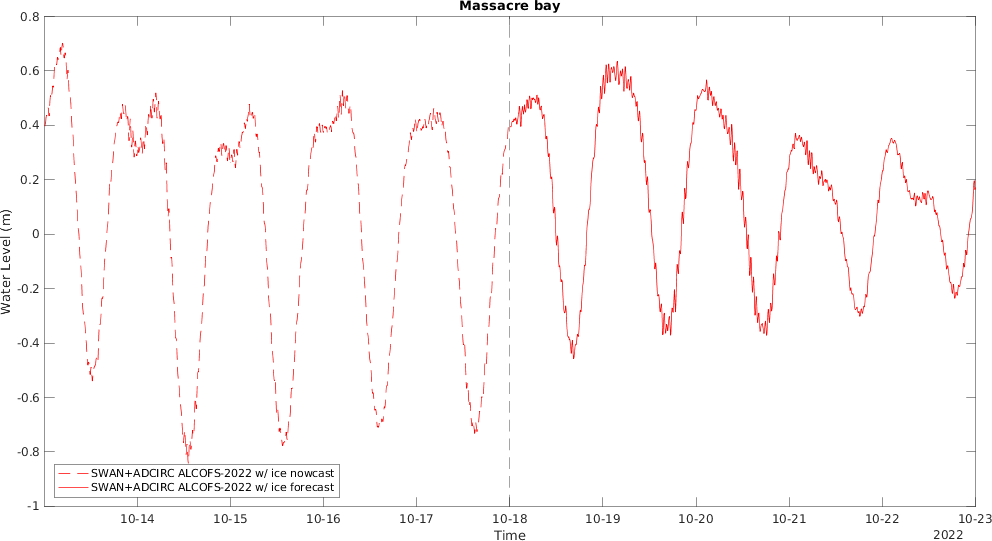 Massacre bay
0.8
0.6
0.4
0.2
0
-0.2
-0.4
-0.6
-0.8
-1
Water Level (m)
SWAN+ADCIRC ALCOFS-2022 w/ ice nowcast
SWAN+ADCIRC ALCOFS-2022 w/ ice forecast
10-14 10-15 10-16 10-17 10-18 10-19 10-20 10-21 10-22 10-23
Time
2022